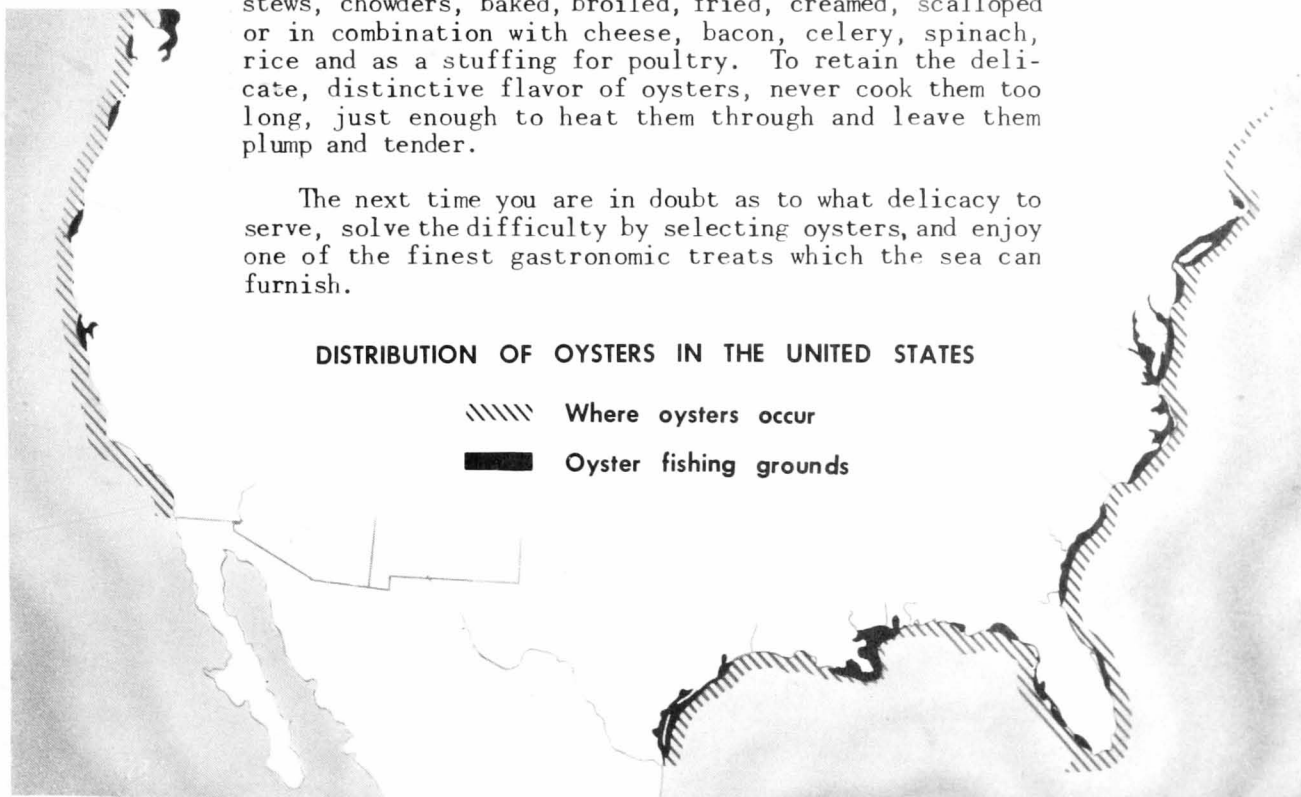 stews, chowders, baked, broiled, fried, creamed, scalloped
or in combination with cheese, bacon, celery, spinach,
rice and as a stuffing for poultry. To retain the deli-
cate, distinctive flavor of oysters, never cook them too
long, just enough to heat them through and leave them
plump and tender.
The next time you are in doubt as to what delicacy to
serve, solve the difficulty by selecting oysters, and enjoy
one of the finest gastronomic treats which the sea can
furnish.
DISTRIBUTION OF OYSTERS IN THE UNITED STATES
Where oysters occur
Oyster fishing grounds